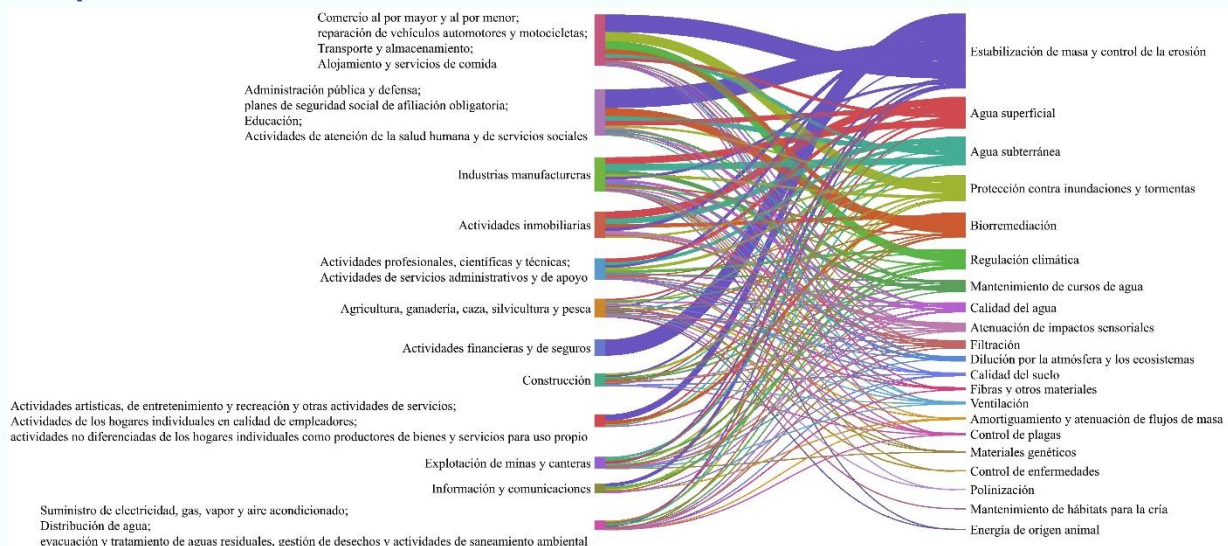 Comercio al por mayor y al por menor;
reparación de vehículos automotores y motocicletas;
Transporte y almacenamiento;
Alojamiento y servicios de comida
Administración pública y defensa;
planes de seguridad social de afiliación obligatoria;
Educación;
Actividades de atención de la salud humana y de servicios sociales
Industrias manufactureras
Actividades inmobiliarias
Actividades profesionales, científicas y técnicas;
Actividades de servicios administrativos y de apoyo
Agricultura, ganadería, caza, silvicultura y pesca
Actividades financieras y de seguros
Construcción
Actividades artísticas, de entretenimiento y recreación y otras actividades de servicios;
Actividades de los hogares individuales en calidad de empleadores;
actividades no diferenciadas de los hogares individuales como productores de bienes y servicios para uso propio
Explotación de minas y canteras
Información y comunicaciones
Suministro de electricidad, gas, vapor y aire acondicionado;
Distribución de agua;
evacuación y tratamiento de aguas residuales, gestión de desechos y actividades de saneamiento ambiental
Estabilización de masa y control de la erosión
Agua superficial
Agua subterránea
Protección contra inundaciones y tormentas
Biorremediación
Regulación climática
Mantenimiento de cursos de agua
Calidad del agua
Atenuación de impactos sensoriales
Filtración
Dilución por la atmósfera y los ecosistemas
Calidad del suelo
Fibras y otros materiales
Ventilación
Amortiguamiento y atenuación de flujos de masa
Control de plagas
Materiales genéticos
Control de enfermedades
Polinización
Mantenimiento de hábitats para la cría
Energía de origen animal